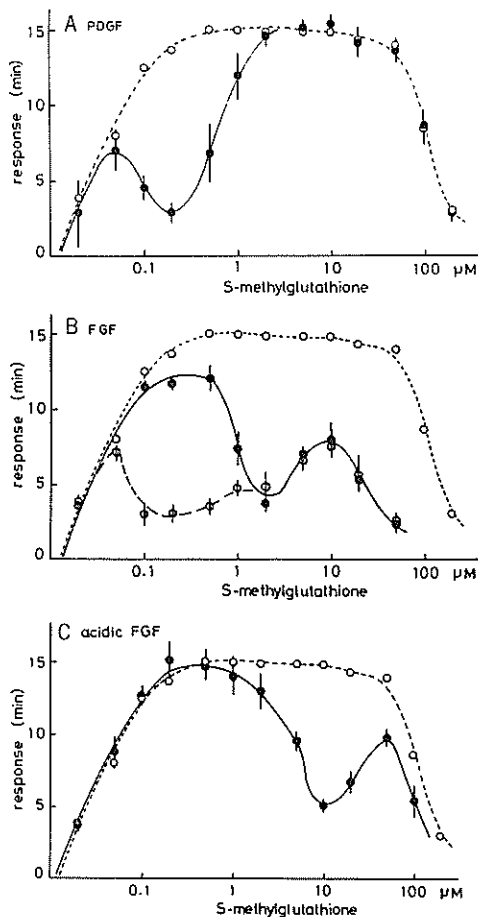 A PDGF
15
10
5
0
response (min)
0.1 1 10 100 µM
S-methylglutathione
B FGF
15
10
5
0
response (min)
0.1 1 10 100 µM
S-methylglutathione
C acidic FGF
15
10
5
0
response (min)
0.1 1 10 100 µM
S-methylglutathione